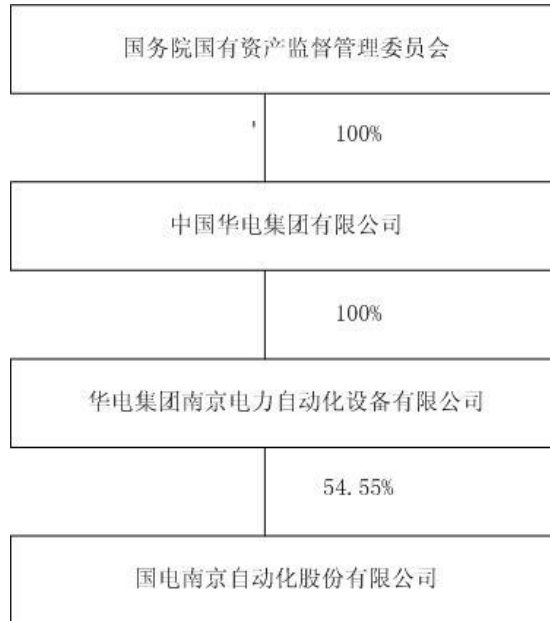 国务院国有资产监督管理委员会
100%
中国华电集团有限公司
100%
华电集团南京电力自动化设备有限公司
54.55%
国电南京自动化股份有限公司